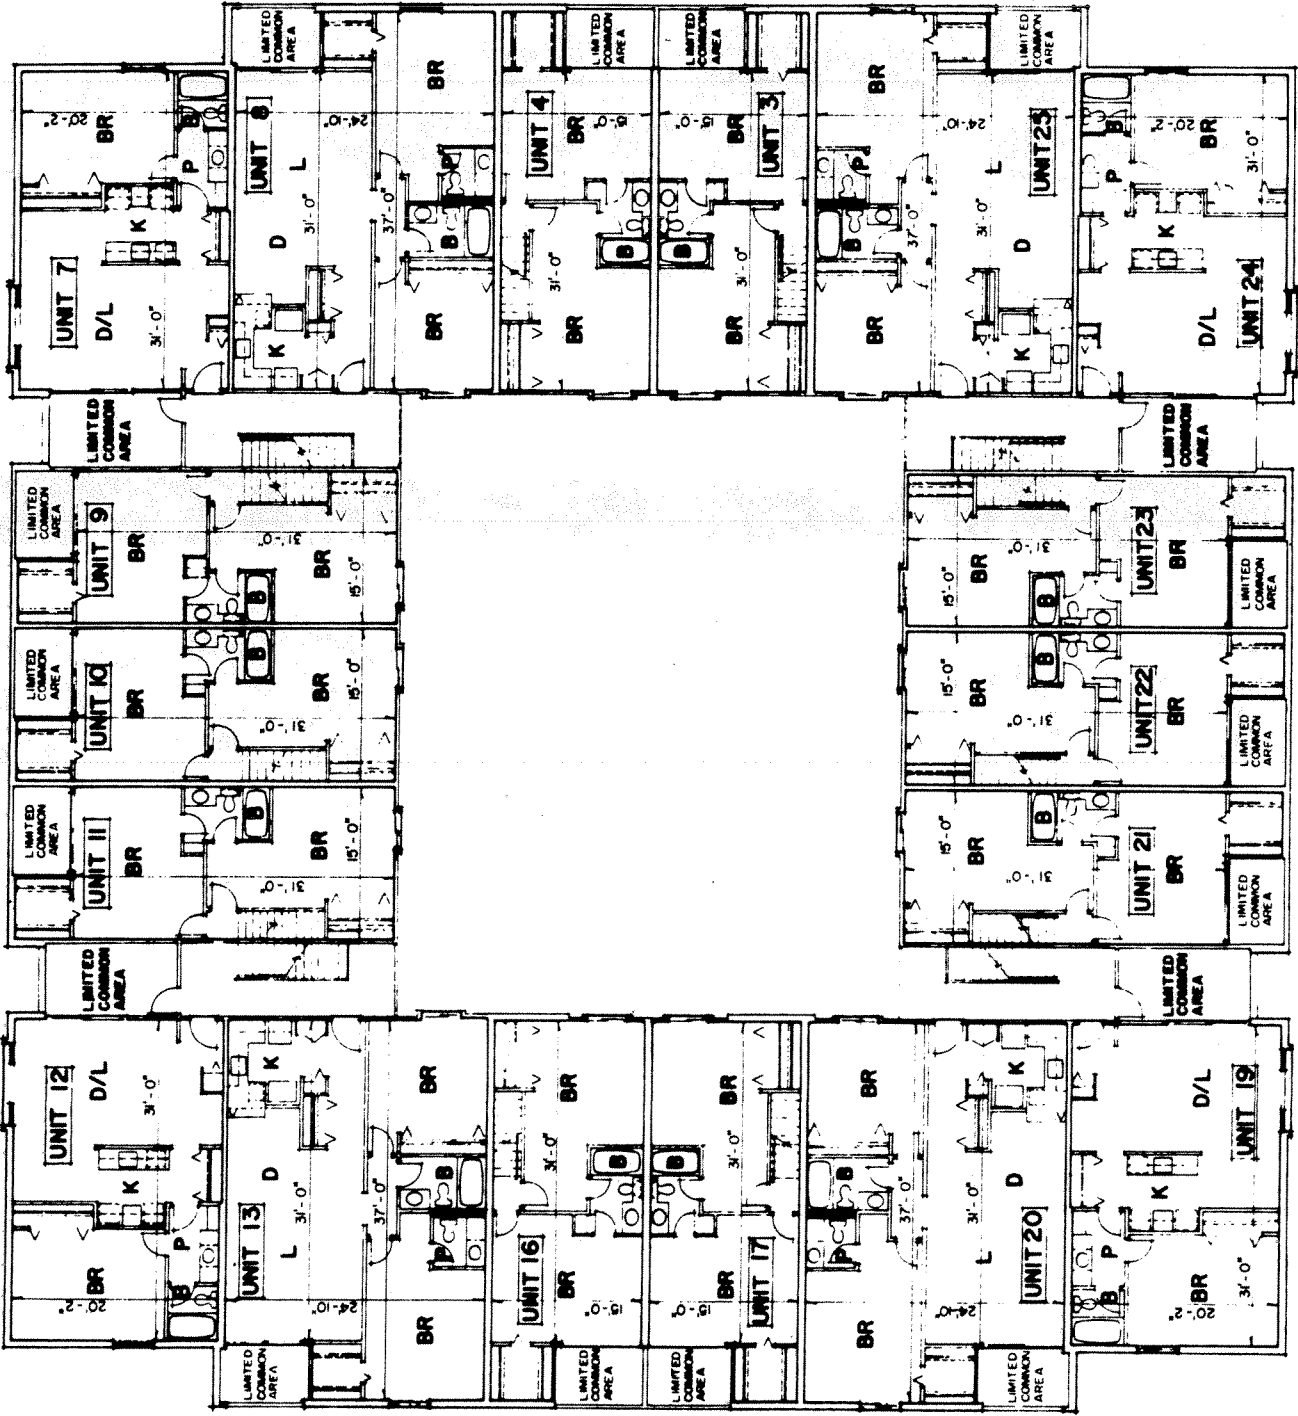 LIMITED
COMMON
AREA
LIMITED
COMMON
AREA
LIMITED
COMMON
AREA
LIMITED
COMMON
AREA
20'-2"
BR
B
P
K
UNIT 7
D/L
31'-0"
UNIT 8
24'-10"
L
D
31'-0"
37'-0"
K
BR
P
B
BR
UNIT 4
BR
15'-0"
B
31'-0"
BR
UNIT 3
BR
15'-0"
B
31'-0"
BR
BR
P
B
BR
UNIT 25
24'-10"
L
D
31'-0"
37'-0"
K
B
P
20'-2"
BR
31'-0"
K
D/L
UNIT 24
LIMITED
COMMON
AREA
LIMITED
COMMON
AREA
LIMITED
COMMON
AREA
UNIT 9
BR
31'-0"
BR
15'-0"
B
LIMITED
COMMON
AREA
UNIT 10
BR
B
BR
15'-0"
31'-0"
LIMITED
COMMON
AREA
UNIT 11
BR
B
BR
15'-0"
31'-0"
BR
15'-0"
31'-0"
B
UNIT 23
BR
LIMITED
COMMON
AREA
BR
15'-0"
31'-0"
B
UNIT 22
BR
LIMITED
COMMON
AREA
BR
15'-0"
31'-0"
B
UNIT 21
BR
LIMITED
COMMON
AREA
LIMITED
COMMON
AREA
LIMITED
COMMON
AREA
UNIT 12
D/L
31'-0"
K
P
B
BR
20'-2"
K
D
31'-0"
37'-0"
UNIT 13
L
24'-10"
BR
B
P
BR
BR
31'-0"
B
UNIT 16
BR
15'-0"
BR
31'-0"
B
UNIT 17
BR
15'-0"
BR
B
P
BR
K
D
37'-0"
31'-0"
L
UNIT 20
24'-10"
D/L
UNIT 19
K
P
B
BR
20'-2"
31'-0"
LIMITED
COMMON
AREA
LIMITED
COMMON
AREA
LIMITED
COMMON
AREA
LIMITED
COMMON
AREA